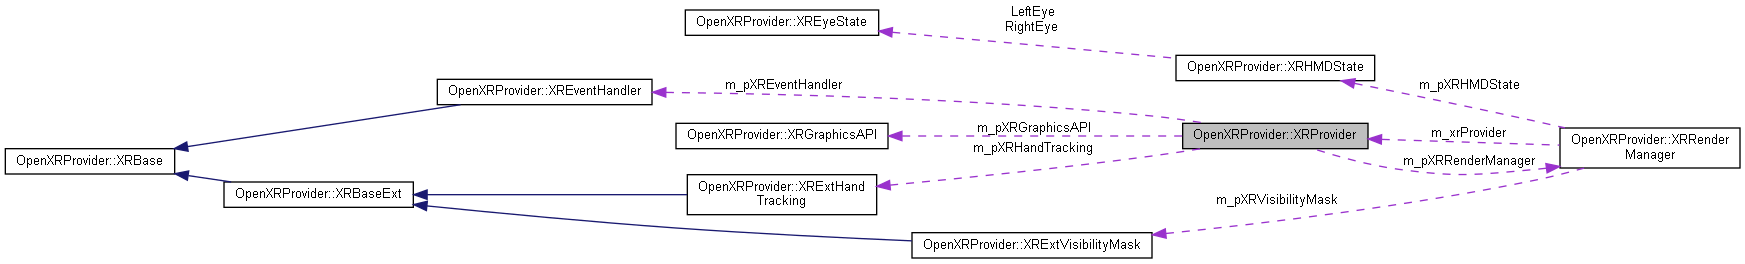 LeftEye
RightEye
OpenXRProvider::XREyeState
OpenXRProvider::XRHMDState
m_pXREventHandler
m_pXRHMDState
OpenXRProvider::XREventHandler
m_pXRGraphicsAPI
OpenXRProvider::XRGraphicsAPI
OpenXRProvider::XRProvider
m_xrProvider
OpenXRProvider::XRRender
Manager
m_pXRHandTracking
OpenXRProvider::XRBase
m_pXRRenderManager
OpenXRProvider::XRBaseExt
OpenXRProvider::XRExtHand
Tracking
m_pXRVisibilityMask
OpenXRProvider::XRExtVisibilityMask